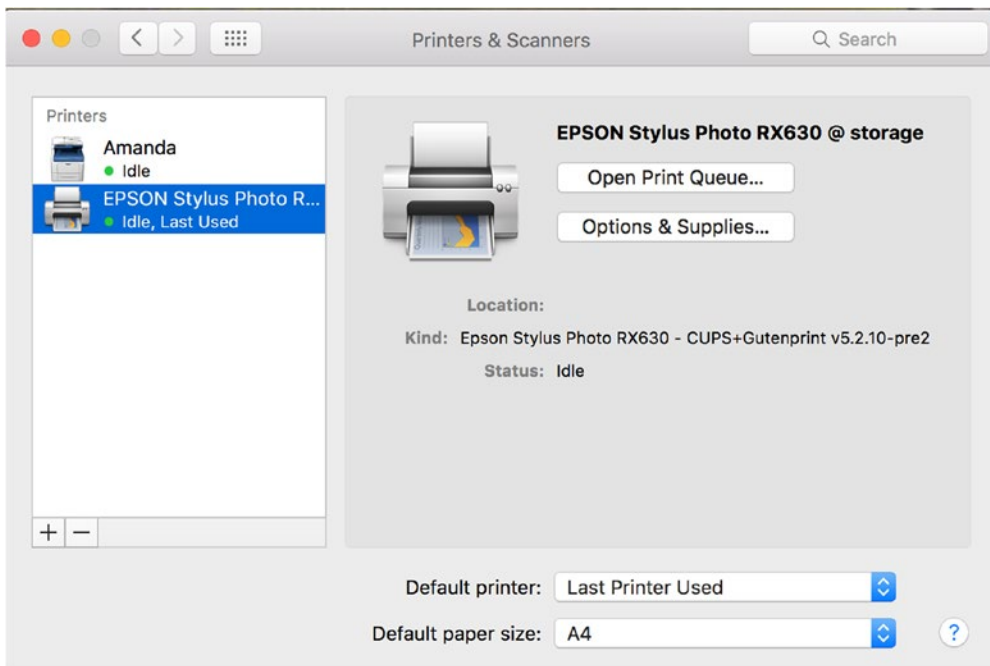 Printers & Scanners
Search
Printers
Amanda
Idle
EPSON Stylus Photo R...
Idle, Last Used
EPSON Stylus Photo RX630 @ storage
Open Print Queue...
Options & Supplies...
Location:
Kind: Epson Stylus Photo RX630 - CUPS+Gutenprint v5.2.10-pre2
Status: Idle
+ −
Default printer: Last Printer Used
Default paper size: A4 ?